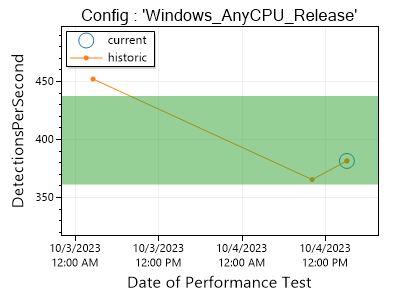 Config : 'Windows_AnyCPU_Release'
current
historic
DetectionsPerSecond
450
400
350
10/3/2023
12:00 AM
10/3/2023
12:00 PM
10/4/2023
12:00 AM
10/4/2023
12:00 PM
Date of Performance Test